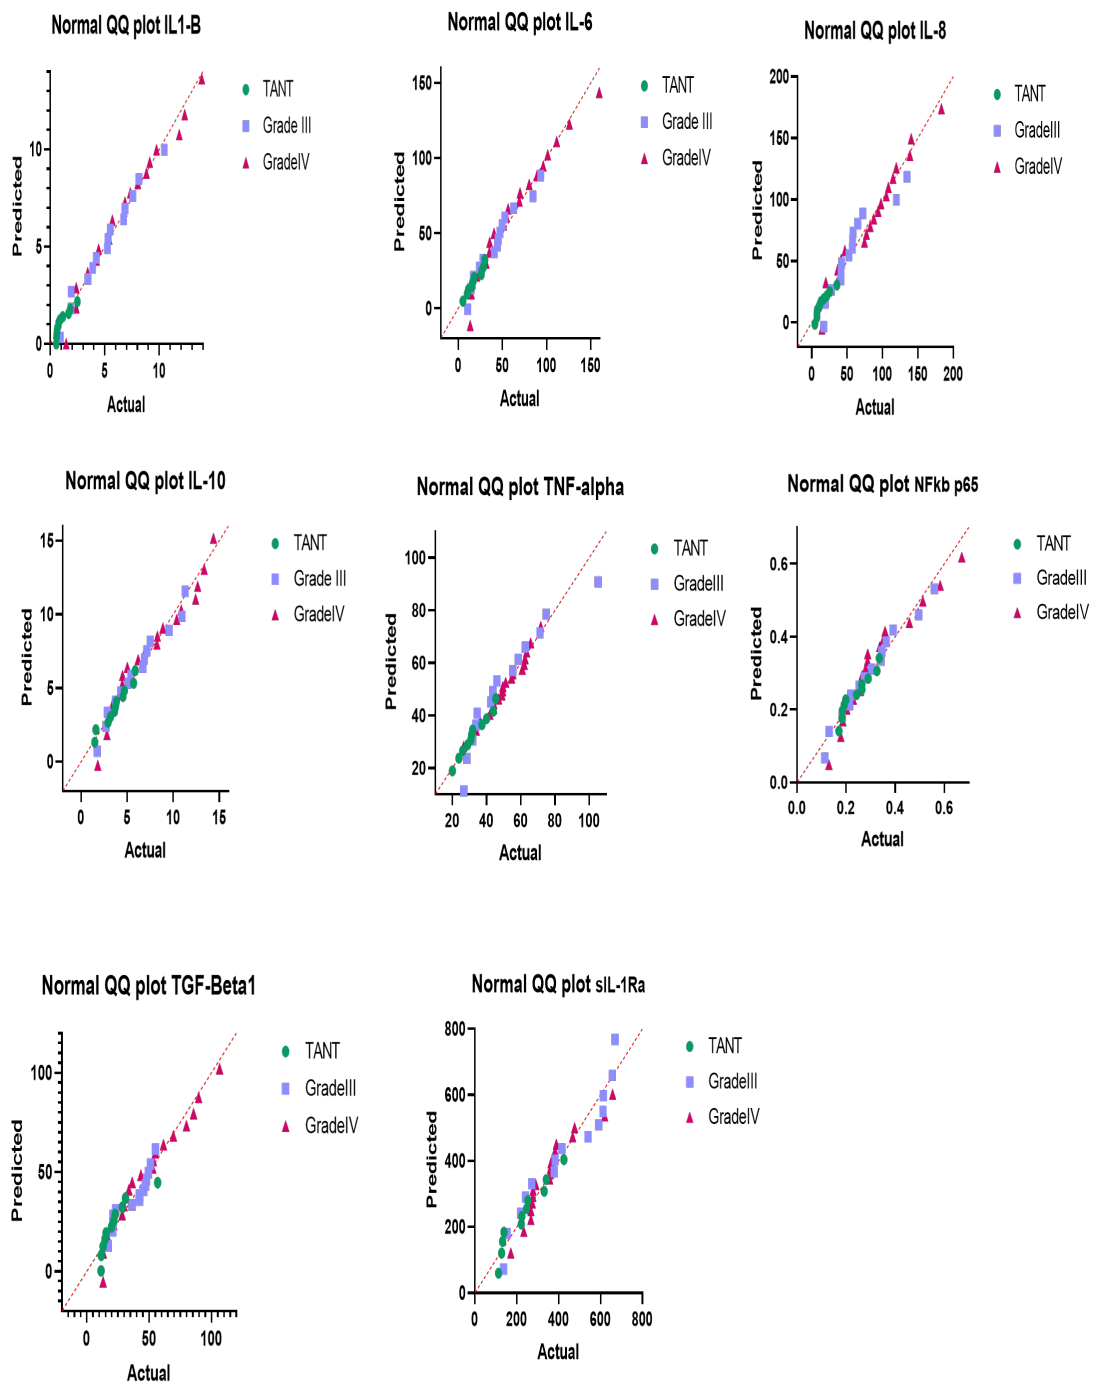 Normal QQ plot IL1-B
TANT
Grade III
GradeIV
10
5
0
0 5 10
Predicted
Actual
Normal QQ plot IL-6
TANT
Grade III
GradeIV
150
100
50
0
0 50 100 150
Predicted
Actual
Normal QQ plot IL-8
TANT
GradeIII
GradeIV
200
150
100
50
0
0 50 100 150 200
Predicted
Actual
Normal QQ plot IL-10
TANT
Grade III
GradeIV
15
10
5
0
0 5 10 15
Predicted
Actual
Normal QQ plot TNF-alpha
TANT
GradeIII
GradeIV
100
80
60
40
20
20 40 60 80 100
Predicted
Actual
Normal QQ plot NFkb p65
TANT
GradeIII
GradeIV
0.6
0.4
0.2
0.0
0.0 0.2 0.4 0.6
Predicted
Actual
Normal QQ plot TGF-Beta1
TANT
GradeIII
GradeIV
100
50
0
0 50 100
Predicted
Actual
Normal QQ plot sIL-1Ra
TANT
GradeIII
GradeIV
800
600
400
200
0
0 200 400 600 800
Predicted
Actual